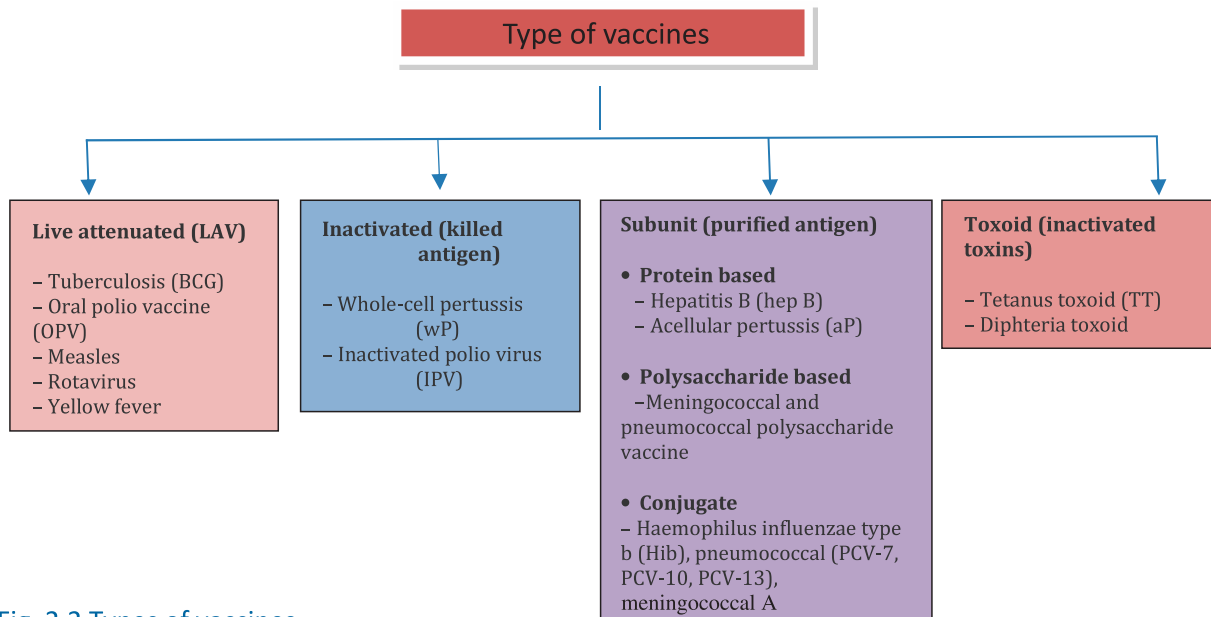 Type of vaccines
Live attenuated (LAV)
– Tuberculosis (BCG)
– Oral polio vaccine
(OPV)
– Measles
– Rotavirus
– Yellow fever
Inactivated (killed
antigen)
– Whole-cell pertussis
(wP)
– Inactivated polio virus
(IPV)
Subunit (purified antigen)
• Protein based
– Hepatitis B (hep B)
– Acellular pertussis (aP)
• Polysaccharide based
–Meningococcal and
pneumococcal polysaccharide
vaccine
• Conjugate
– Haemophilus influenzae type
b (Hib), pneumococcal (PCV-7,
PCV-10, PCV-13),
meningococcal A
Toxoid (inactivated
toxins)
– Tetanus toxoid (TT)
– Diphteria toxoid
Types of